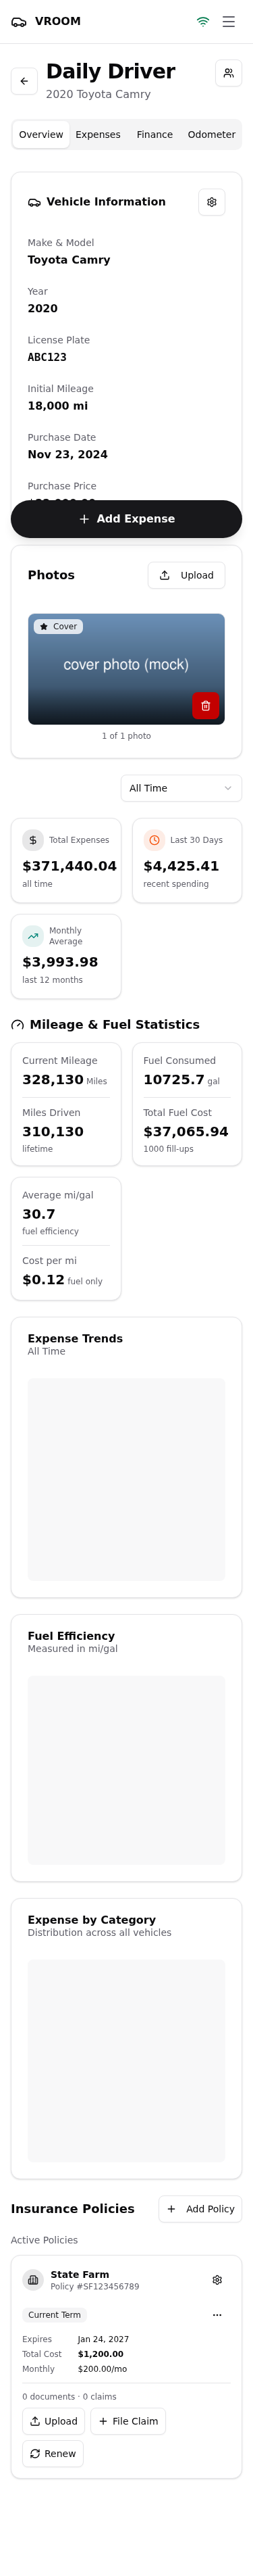 VROOM
Daily Driver
2020 Toyota Camry
Overview Expenses Finance Odometer
Vehicle Information
Make & Model
Toyota Camry
Year
2020
License Plate
ABC123
Initial Mileage
18,000 mi
Purchase Date
Nov 23, 2024
Purchase Price
Add Expense
Photos
Upload
Cover
cover photo (mock)
1 of 1 photo
All Time
Total Expenses
$371,440.04
all time
Last 30 Days
$4,425.41
recent spending
Monthly
Average
$3,993.98
last 12 months
Mileage & Fuel Statistics
Current Mileage
328,130 Miles
Miles Driven
310,130
lifetime
Fuel Consumed
10725.7 gal
Total Fuel Cost
$37,065.94
1000 fill-ups
Average mi/gal
30.7
fuel efficiency
Cost per mi
$0.12 fuel only
Expense Trends
All Time
Fuel Efficiency
Measured in mi/gal
Expense by Category
Distribution across all vehicles
Insurance Policies
Add Policy
Active Policies
State Farm
Policy #SF123456789
Current Term
Expires Jan 24, 2027
Total Cost $1,200.00
Monthly $200.00/mo
0 documents · 0 claims
Upload
File Claim
Renew